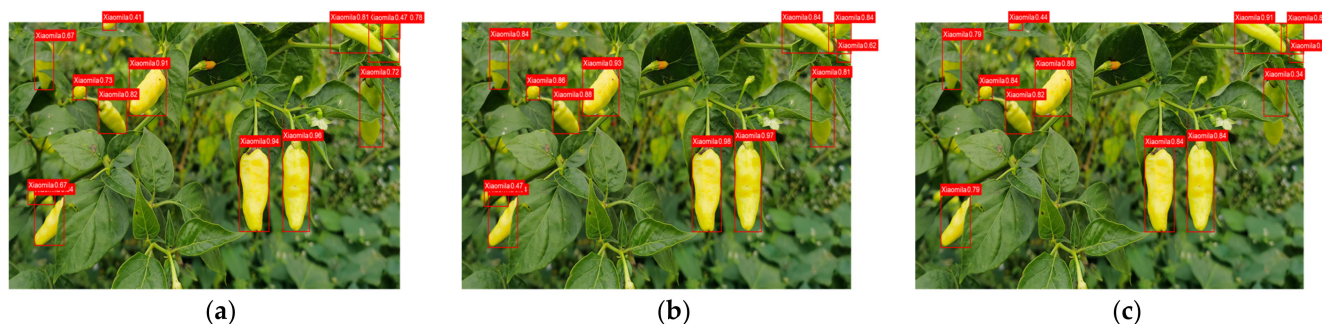 Xiaomila 0.41
Xiaomila 0.81
Xiaomila 0.47
0.78
Xiaomila 0.67
Xiaomila 0.91
Xiaomila 0.72
Xiaomila 0.73
Xiaomila 0.82
Xiaomila 0.94
Xiaomila 0.96
Xiaomila 0.67
(a)
Xiaomila 0.84
Xiaomila 0.84
Xiaomila 0.84
Xiaomila 0.62
Xiaomila 0.93
Xiaomila 0.81
Xiaomila 0.86
Xiaomila 0.88
Xiaomila 0.98
Xiaomila 0.97
Xiaomila 0.47
(b)
Xiaomila 0.44
Xiaomila 0.91
Xiaomila 0.79
Xiaomila 0.88
Xiaomila 0.34
Xiaomila 0.84
Xiaomila 0.82
Xiaomila 0.84
Xiaomila 0.84
Xiaomila 0.79
(c)